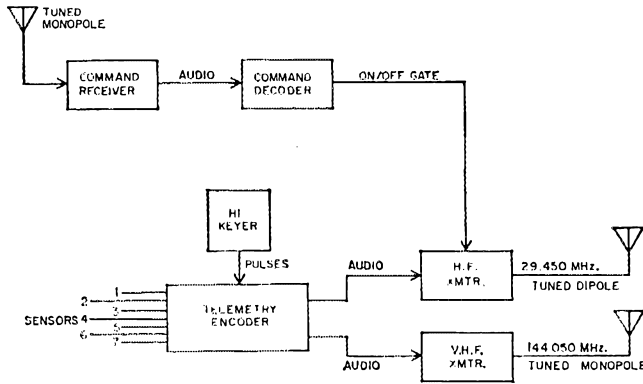 TUNED
MONOPOLE
COMMAND
RECEIVER
AUDIO
COMMAND
DECODER
ON/OFF GATE
HI
KEYER
PULSES
SENSORS
1
2
3
4
5
6
7
TELEMETRY
ENCODER
AUDIO
H.F.
XMTR.
29.450 MHz.
TUNED DIPOLE
AUDIO
V.H.F.
XMTR.
144.050 MHz.
TUNED MONOPOLE